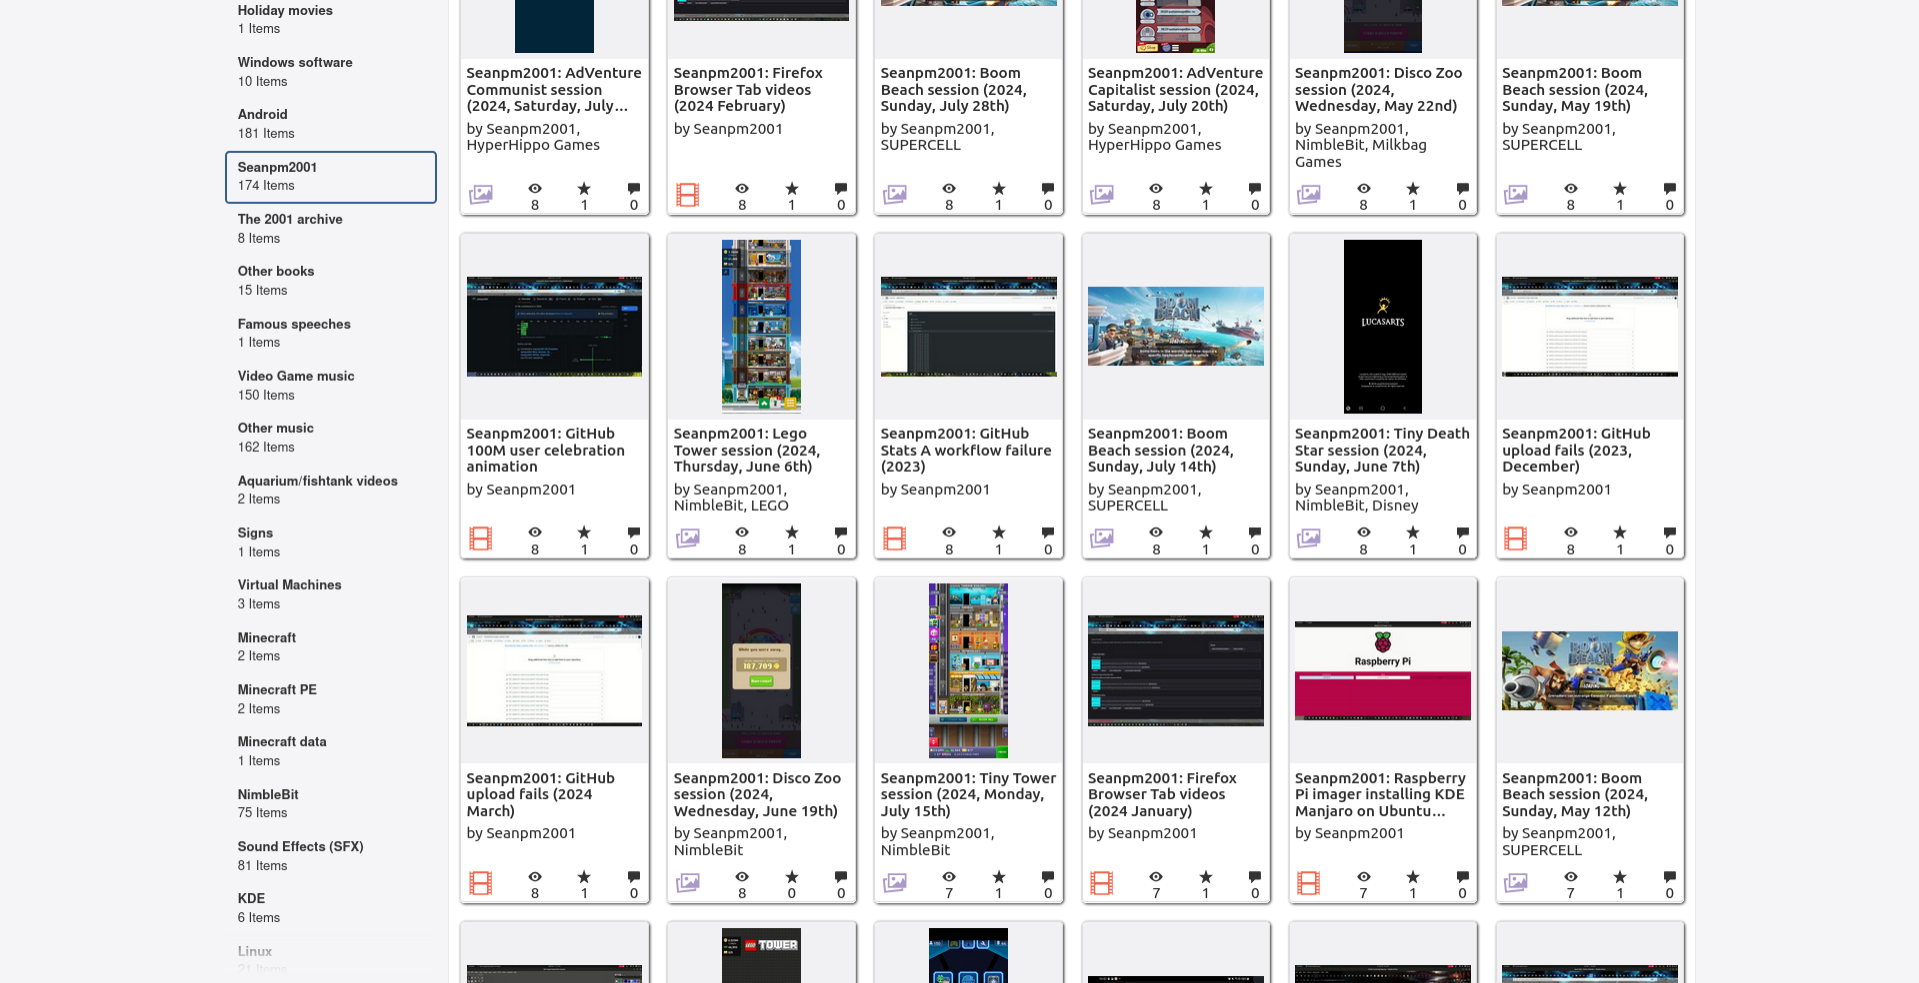 Holiday movies
1 Items
Windows software
10 Items
Android
181 Items
Seanpm2001
174 Items
The 2001 archive
8 Items
Other books
15 Items
Famous speeches
1 Items
Video Game music
150 Items
Other music
162 Items
Aquarium/fishtank videos
2 Items
Signs
1 Items
Virtual Machines
3 Items
Minecraft
2 Items
Minecraft PE
2 Items
Minecraft data
1 Items
NimbleBit
75 Items
Sound Effects (SFX)
81 Items
KDE
6 Items
Linux
21 Items
Seanpm2001: AdVenture
Communist session
(2024, Saturday, July...
by Seanpm2001,
HyperHippo Games
8 1 0
Seanpm2001: Firefox
Browser Tab videos
(2024 February)
by Seanpm2001
8 1 0
Seanpm2001: Boom
Beach session (2024,
Sunday, July 28th)
by Seanpm2001,
SUPERCELL
8 1 0
Seanpm2001: AdVenture
Capitalist session (2024,
Saturday, July 20th)
by Seanpm2001,
HyperHippo Games
8 1 0
Seanpm2001: Disco Zoo
session (2024,
Wednesday, May 22nd)
by Seanpm2001,
NimbleBit, Milkbag
Games
8 1 0
Seanpm2001: Boom
Beach session (2024,
Sunday, May 19th)
by Seanpm2001,
SUPERCELL
8 1 0
Seanpm2001: GitHub
100M user celebration
animation
by Seanpm2001
8 1 0
Seanpm2001: Lego
Tower session (2024,
Thursday, June 6th)
by Seanpm2001,
NimbleBit, LEGO
8 1 0
Seanpm2001: GitHub
Stats A workflow failure
(2023)
by Seanpm2001
8 1 0
BOOM
BEACH
Seanpm2001: Boom
Beach session (2024,
Sunday, July 14th)
by Seanpm2001,
SUPERCELL
8 1 0
LUCASARTS
Seanpm2001: Tiny Death
Star session (2024,
Sunday, June 7th)
by Seanpm2001,
NimbleBit, Disney
8 1 0
Seanpm2001: GitHub
upload fails (2023,
December)
by Seanpm2001
8 1 0
Seanpm2001: GitHub
upload fails (2024
March)
by Seanpm2001
8 1 0
While you were away...
187,709
Seanpm2001: Disco Zoo
session (2024,
Wednesday, June 19th)
by Seanpm2001,
NimbleBit
8 0 0
Seanpm2001: Tiny Tower
session (2024, Monday,
July 15th)
by Seanpm2001,
NimbleBit
7 1 0
Seanpm2001: Firefox
Browser Tab videos
(2024 January)
by Seanpm2001
7 1 0
Raspberry Pi
Seanpm2001: Raspberry
Pi imager installing KDE
Manjaro on Ubuntu...
by Seanpm2001
7 1 0
BOOM
BEACH
Seanpm2001: Boom
Beach session (2024,
Sunday, May 12th)
by Seanpm2001,
SUPERCELL
7 1 0
LEGO TOWER